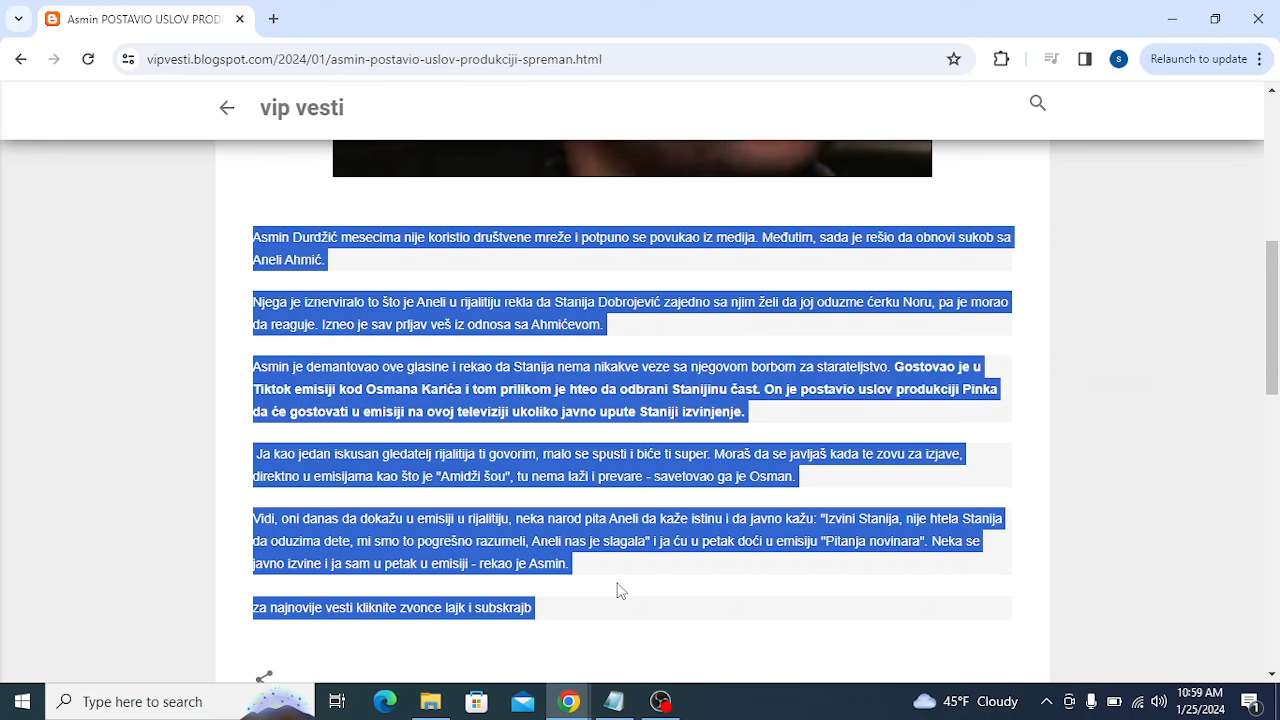 Asmin POSTAVIO USLOV PROD
vipvesti.blogspot.com/2024/01/asmin-postavio-uslov-produkciji-spreman.html
S
Relaunch to update
vip vesti
Asmin Durdžić mesecima nije koristio društvene mreže i potpuno se povukao iz medija. Međutim, sada je rešio da obnovi sukob sa
Aneli Ahmić.
Njega je iznerviralo to što je Aneli u rijalitiju rekla da Stanija Dobrojević zajedno sa njim želi da joj oduzme ćerku Noru, pa je morao
da reaguje. Izneo je sav prljav veš iz odnosa sa Ahmićevom.
Asmin je demantovao ove glasine i rekao da Stanija nema nikakve veze sa njegovom borbom za starateljstvo. Gostovao je u
Tiktok emisiji kod Osmana Karića i tom prilikom je hteo da odbrani Stanijinu čast. On je postavio uslov produkciji Pinka
da će gostovati u emisiji na ovoj televiziji ukoliko javno upute Staniji izvinjenje.
Ja kao jedan iskusan gledatelj rijalitija ti govorim, malo se spusti i biće ti super. Moraš da se javljaš kada te zovu za izjave,
direktno u emisijama kao što je "Amidži šou", tu nema laži i prevare - savetovao ga je Osman.
Vidi, oni danas da dokažu u emisiji u rijalitiju, neka narod pita Aneli da kaže istinu i da javno kažu: "Izvini Stanija, nije htela Stanija
da oduzima dete, mi smo to pogrešno razumeli, Aneli nas je slagala" i ja ću u petak doći u emisiju "Pitanja novinara". Neka se
javno izvine i ja sam u petak u emisiji - rekao je Asmin.
za najnovije vesti kliknite zvonce lajk i subskrajb
Type here to search
45°F Cloudy
10:59 AM
1/25/2024
1